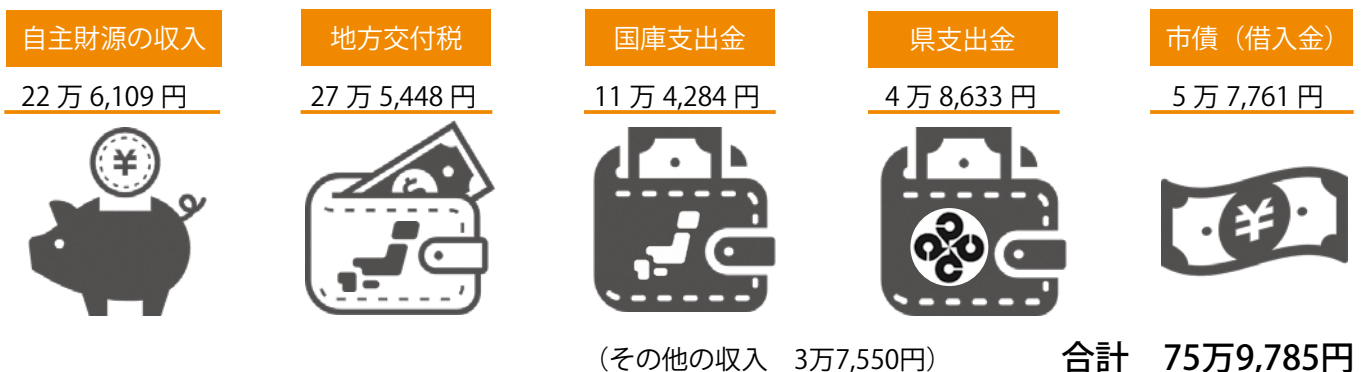 自主財源の収入
22 万 6,109 円
地方交付税
27 万 5,448 円
国庫支出金
11 万 4,284 円
県支出金
4 万 8,633 円
市債（借入金）
5 万 7,761 円
¥
¥
（その他の収入　3万7,550円）
合計　75万9,785円